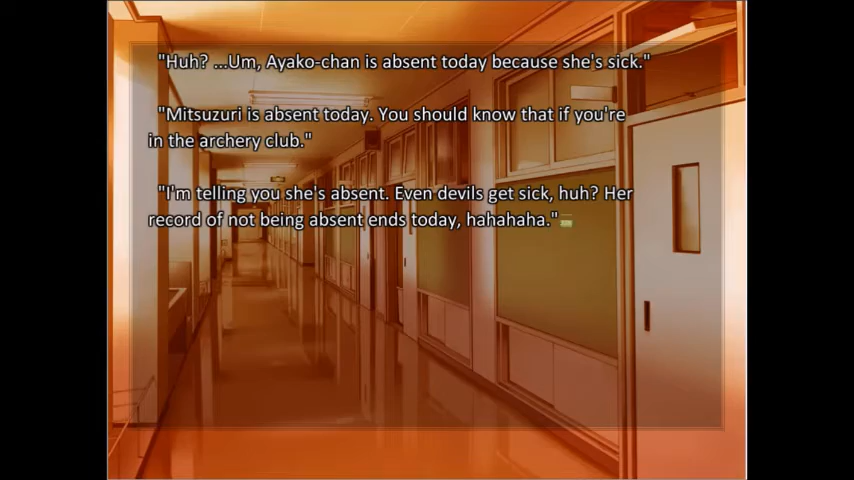 "Huh? ...Um, Ayako-chan is absent today because she's sick."
"Mitsuzuri is absent today. You should know that if you're
in the archery club."
"I'm telling you she's absent. Even devils get sick, huh? Her
record of not being absent ends today, hahahaha."